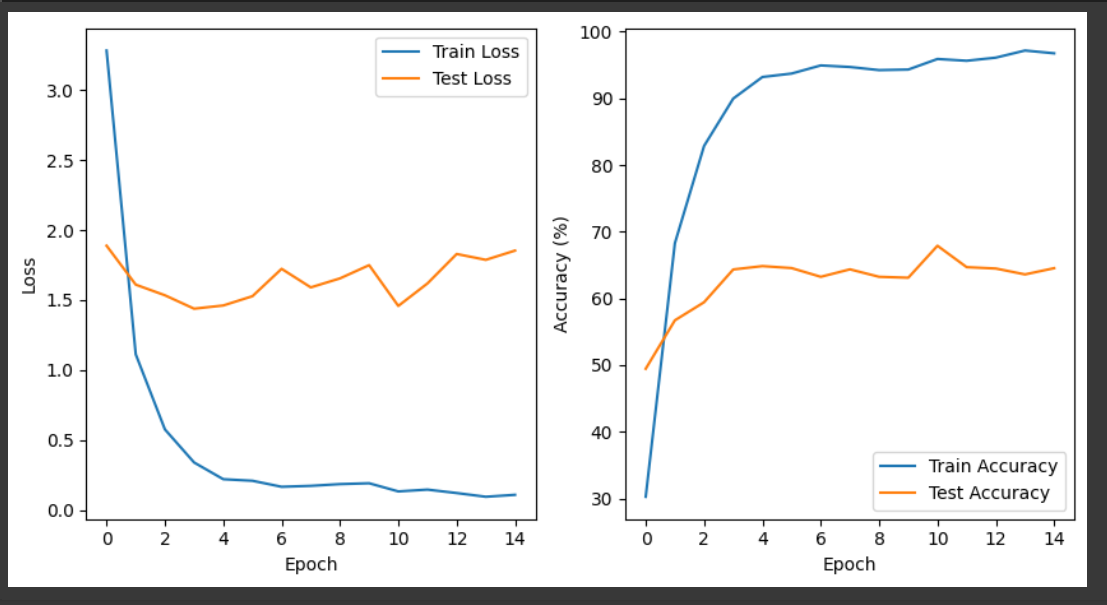 Train Loss
Test Loss
3.0
2.5
2.0
1.5
1.0
0.5
0.0
Loss
0 2 4 6 8 10 12 14
Epoch
100
90
80
70
60
50
40
30
Accuracy (%)
Train Accuracy
Test Accuracy
0 2 4 6 8 10 12 14
Epoch